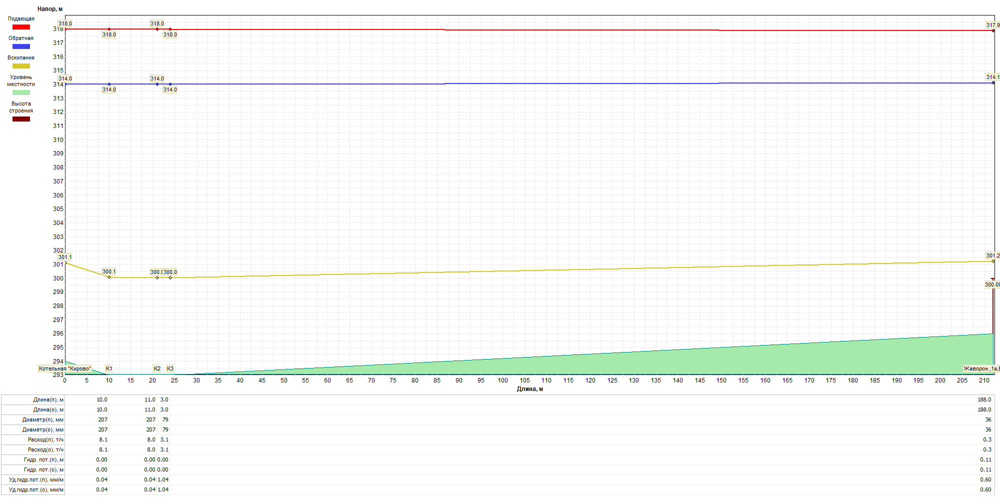 Напор, м
Подающая
Обратная
Вскипание
Уровень
местности
Высота
строения
318.0
318.0
318.0
318.0
317.9
314.0
314.0
314.0
314.0
314.1
301.1
300.1
300.0
301.2
300.00
318
317
316
315
314
313
312
311
310
309
308
307
306
305
304
303
302
301
300
299
298
297
296
295
294
293
Котельная "Кирово"
К1
К2
К3
Жаворон.,1а,
0 5 10 15 20 25 30 35 40 45 50 55 60 65 70 75 80 85 90 95 100 105 110 115 120 125 130 135 140 145 150 155 160 165 170 175 180 185 190 195 200 205 210
Длина, м
Длина(п), м 10.0 11.0 3.0 188.0
Длина(о), м 10.0 11.0 3.0 188.0
Диаметр(п), мм 207 207 79 36
Диаметр(о), мм 207 207 79 36
Расход(п), т/ч 8.1 8.0 3.1 0.3
Расход(о), т/ч 8.1 8.0 3.1 0.3
Гидр. пот.(п), м 0.00 0.00 0.00 0.11
Гидр. пот.(о), м 0.00 0.00 0.00 0.11
Уд.гидр.пот.(п), мм/м 0.04 0.04 1.04 0.60
Уд.гидр.пот.(о), мм/м 0.04 0.04 1.04 0.60